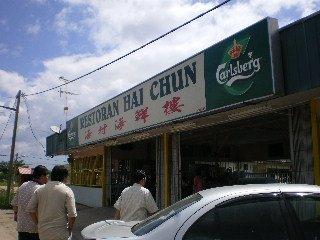 RESTORAN HAI CHUN
海村海鮮樓
Carlsberg